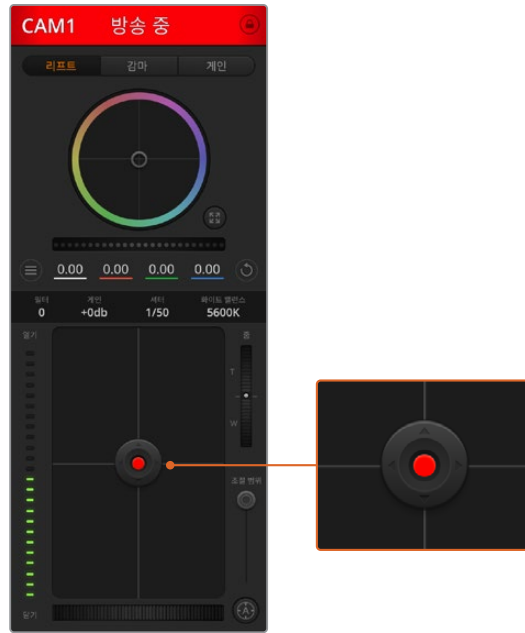 CAM1 방송 중
리프트 감마 게인
0.00 0.00 0.00 0.00
필터 게인 셔터 화이트 밸런스
0 +0db 1/50 5600K
열기 줌
T
W
조절 범위
닫기 A